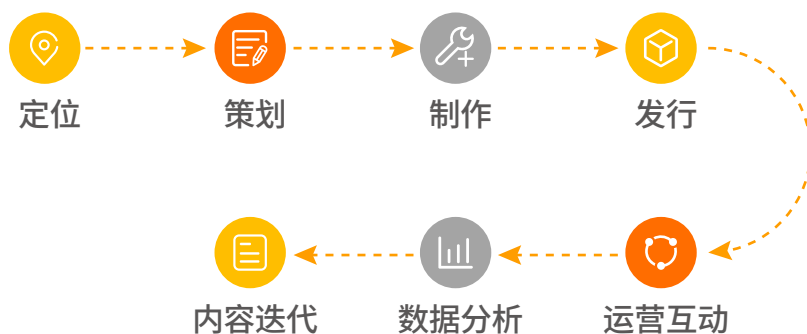 定位
策划
制作
发行
运营互动
数据分析
内容迭代